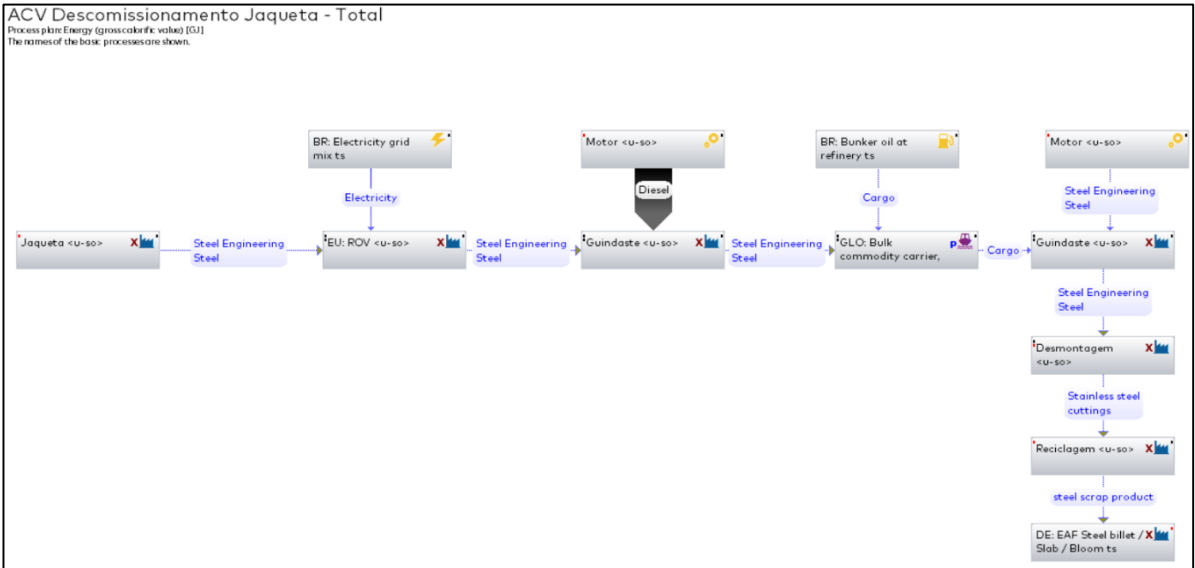 ACV Descomissionamento Jaqueta - Total
Process plan: Energy (gross calorific value) [GJ]
The names of the basic processes are shown.
BR: Electricity grid
mix ts
Motor <u-so>
BR: Bunker oil at
refinery ts
Motor <u-so>
Electricity
Diesel
Cargo
Steel Engineering
Steel
Jaqueta <u-so>
X
Steel Engineering
Steel
EU: ROV <u-so>
X
Steel Engineering
Steel
Guindaste <u-so>
X
Steel Engineering
Steel
GLO: Bulk
commodity carrier,
p
Cargo
Guindaste <u-so>
X
Steel Engineering
Steel
Desmontagem
<u-so>
X
Stainless steel
cuttings
Reciclagem <u-so>
X
steel scrap product
DE: EAF Steel billet /
Slab / Bloom ts
X